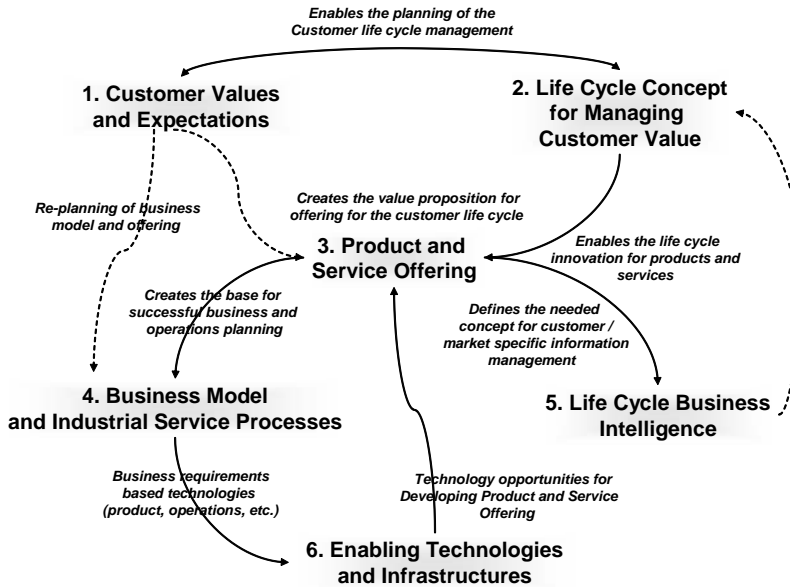 Enables the planning of the
Customer life cycle management
1. Customer Values
and Expectations
2. Life Cycle Concept
for Managing
Customer Value
Re-planning of business
model and offering
Creates the value proposition for
offering for the customer life cycle
3. Product and
Service Offering
Enables the life cycle
innovation for products and
services
Creates the base for
successful business and
operations planning
Defines the needed
concept for customer /
market specific information
management
4. Business Model
and Industrial Service Processes
5. Life Cycle Business
Intelligence
Business requirements
based technologies
(product, operations, etc.)
Technology opportunities for
Developing Product and Service
Offering
6. Enabling Technologies
and Infrastructures